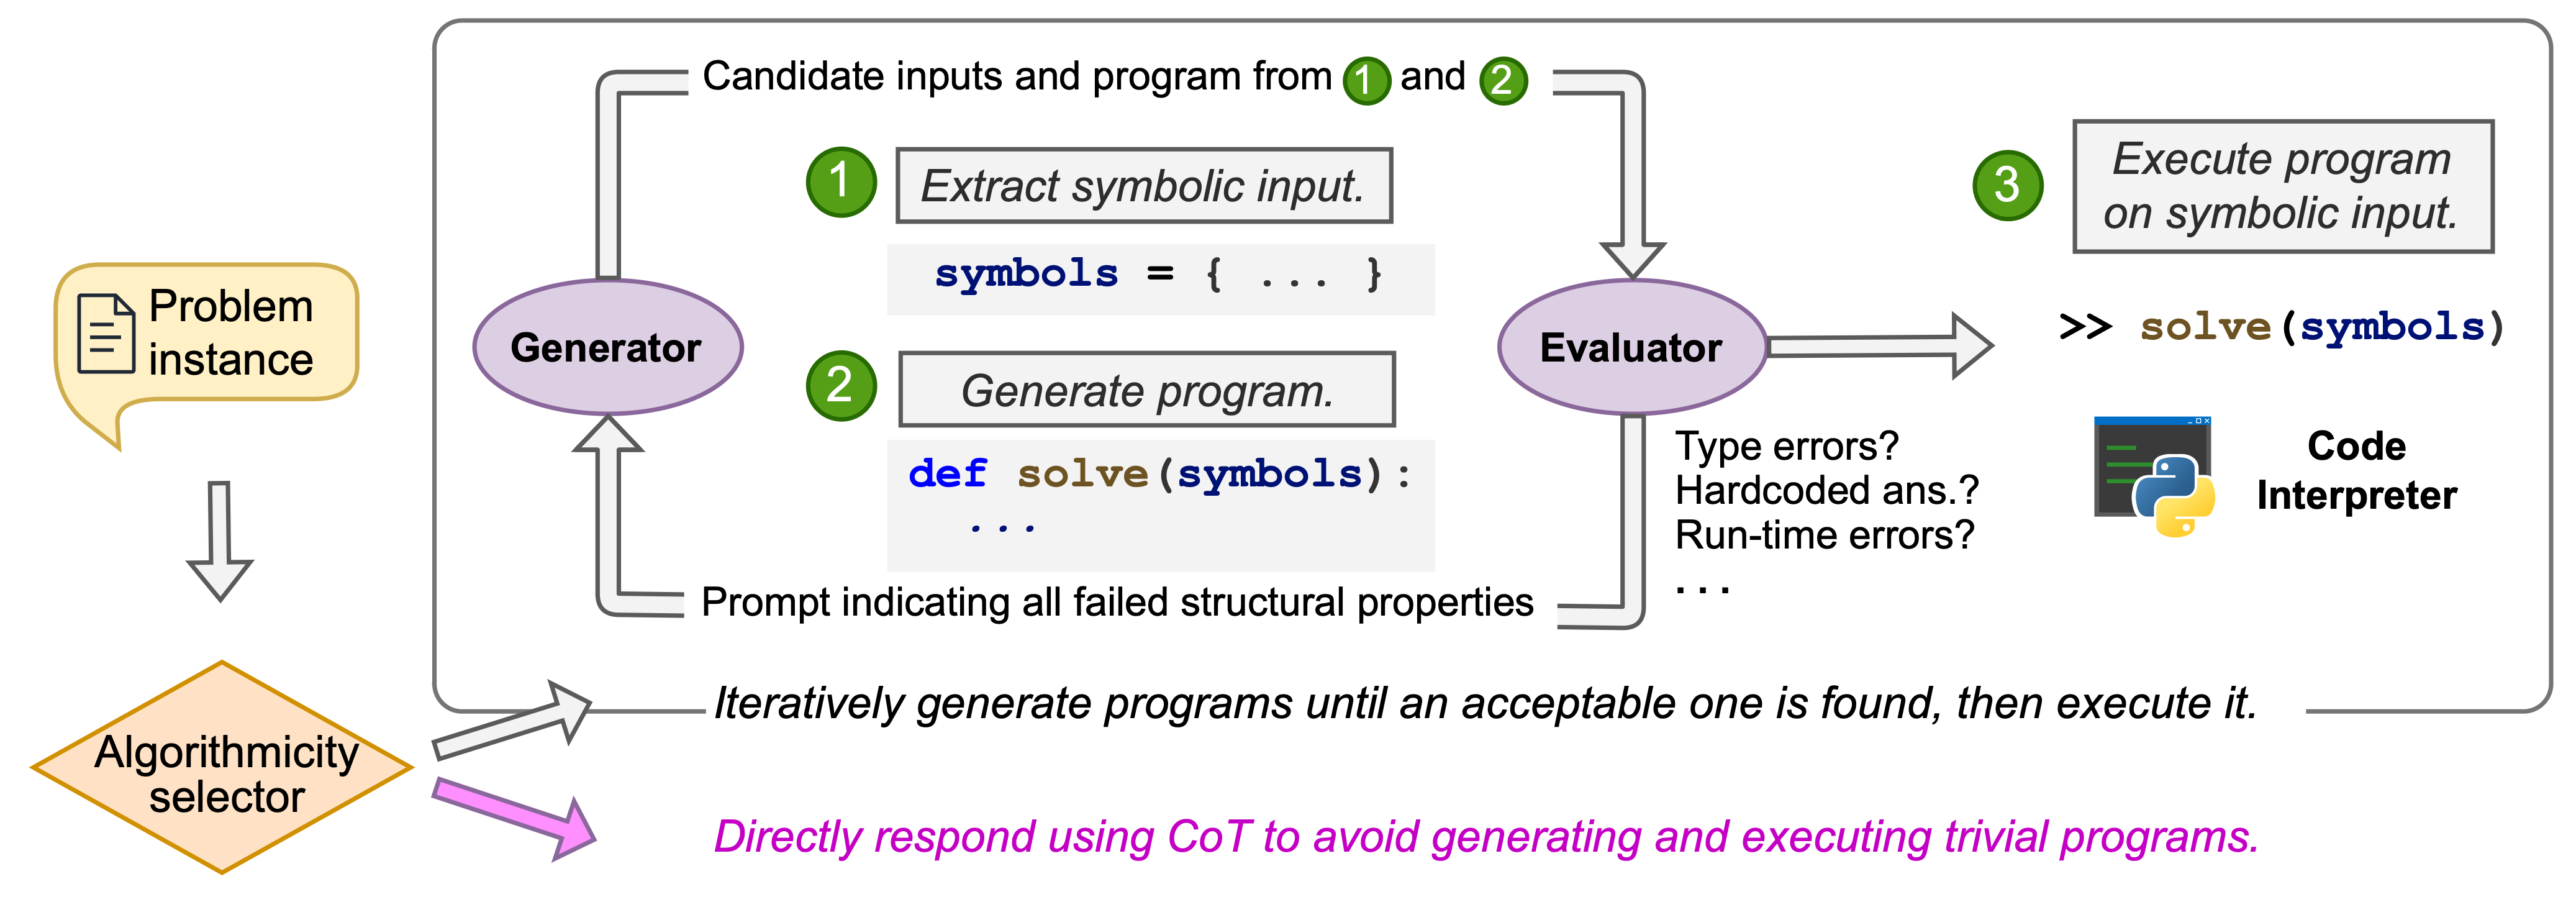 Problem
instance
Algorithmicity
selector
Candidate inputs and program from 1 and 2
1 Extract symbolic input.
symbols = { ... }
Generator
2 Generate program.
def solve(symbols):
...
Prompt indicating all failed structural properties
Evaluator
Type errors?
Hardcoded ans.?
Run-time errors?
...
3 Execute program
on symbolic input.
>> solve(symbols)
Code
Interpreter
Iteratively generate programs until an acceptable one is found, then execute it.
Directly respond using CoT to avoid generating and executing trivial programs.